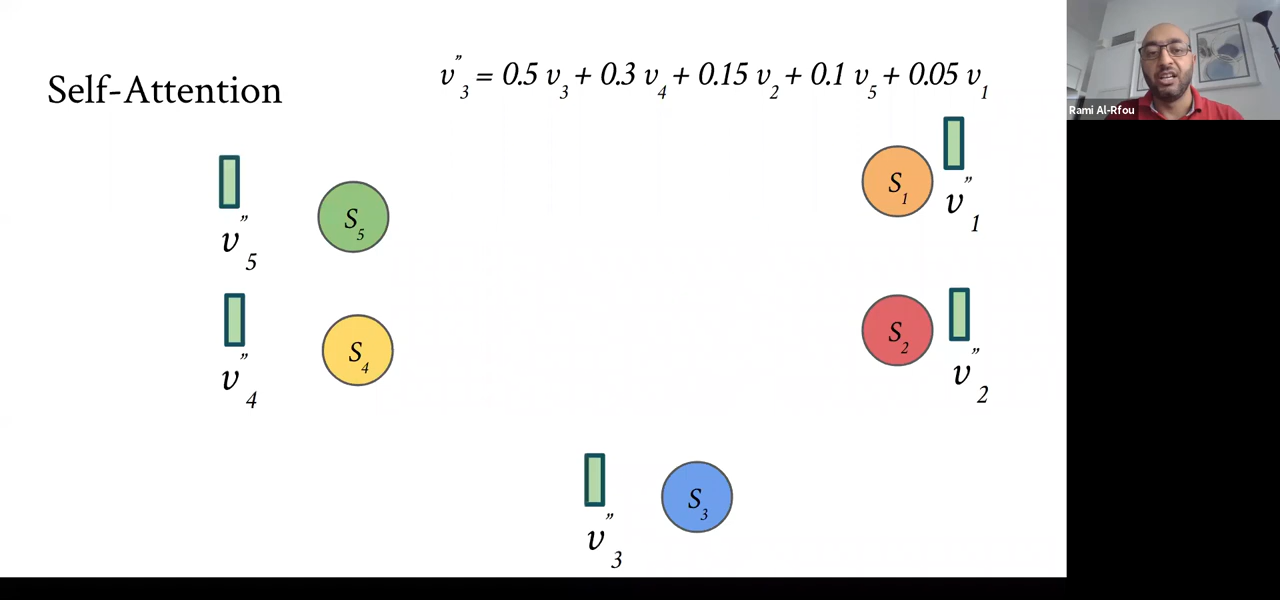 Self-Attention
v"3 = 0.5 v3 + 0.3 v4 + 0.15 v2 + 0.1 v5 + 0.05 v1
Rami Al-Rfou
S5
v"5
S1
v"1
S4
v"4
S2
v"2
S3
v"3